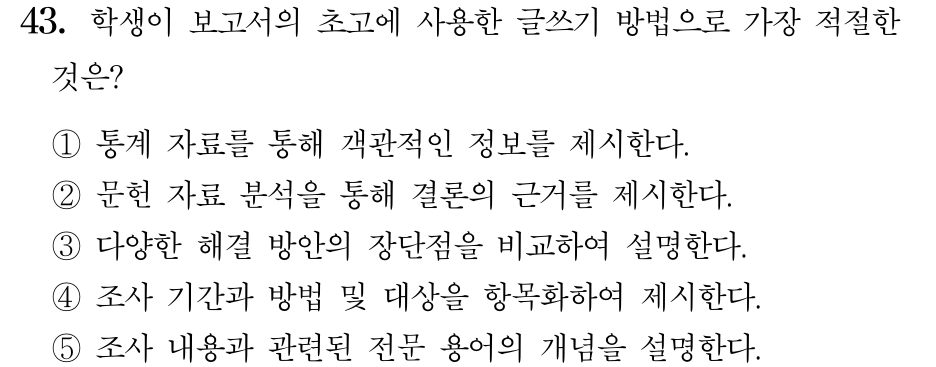 43. 학생이 보고서의 초고에 사용한 글쓰기 방법으로 가장 적절한
것은?
① 통계 자료를 통해 객관적인 정보를 제시한다.
② 문헌 자료 분석을 통해 결론의 근거를 제시한다.
③ 다양한 해결 방안의 장단점을 비교하여 설명한다.
④ 조사 기간과 방법 및 대상을 항목화하여 제시한다.
⑤ 조사 내용과 관련된 전문 용어의 개념을 설명한다.